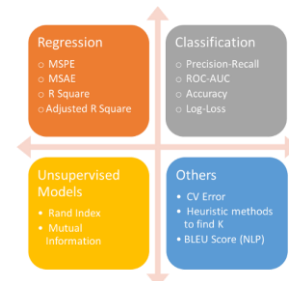 Regression
○ MSPE
○ MSAE
○ R Square
○ Adjusted R Square
Classification
○ Precision-Recall
○ ROC-AUC
○ Accuracy
○ Log-Loss
Unsupervised
Models
• Rand Index
• Mutual
Information
Others
• CV Error
• Heuristic methods
to find K
• BLEU Score (NLP)